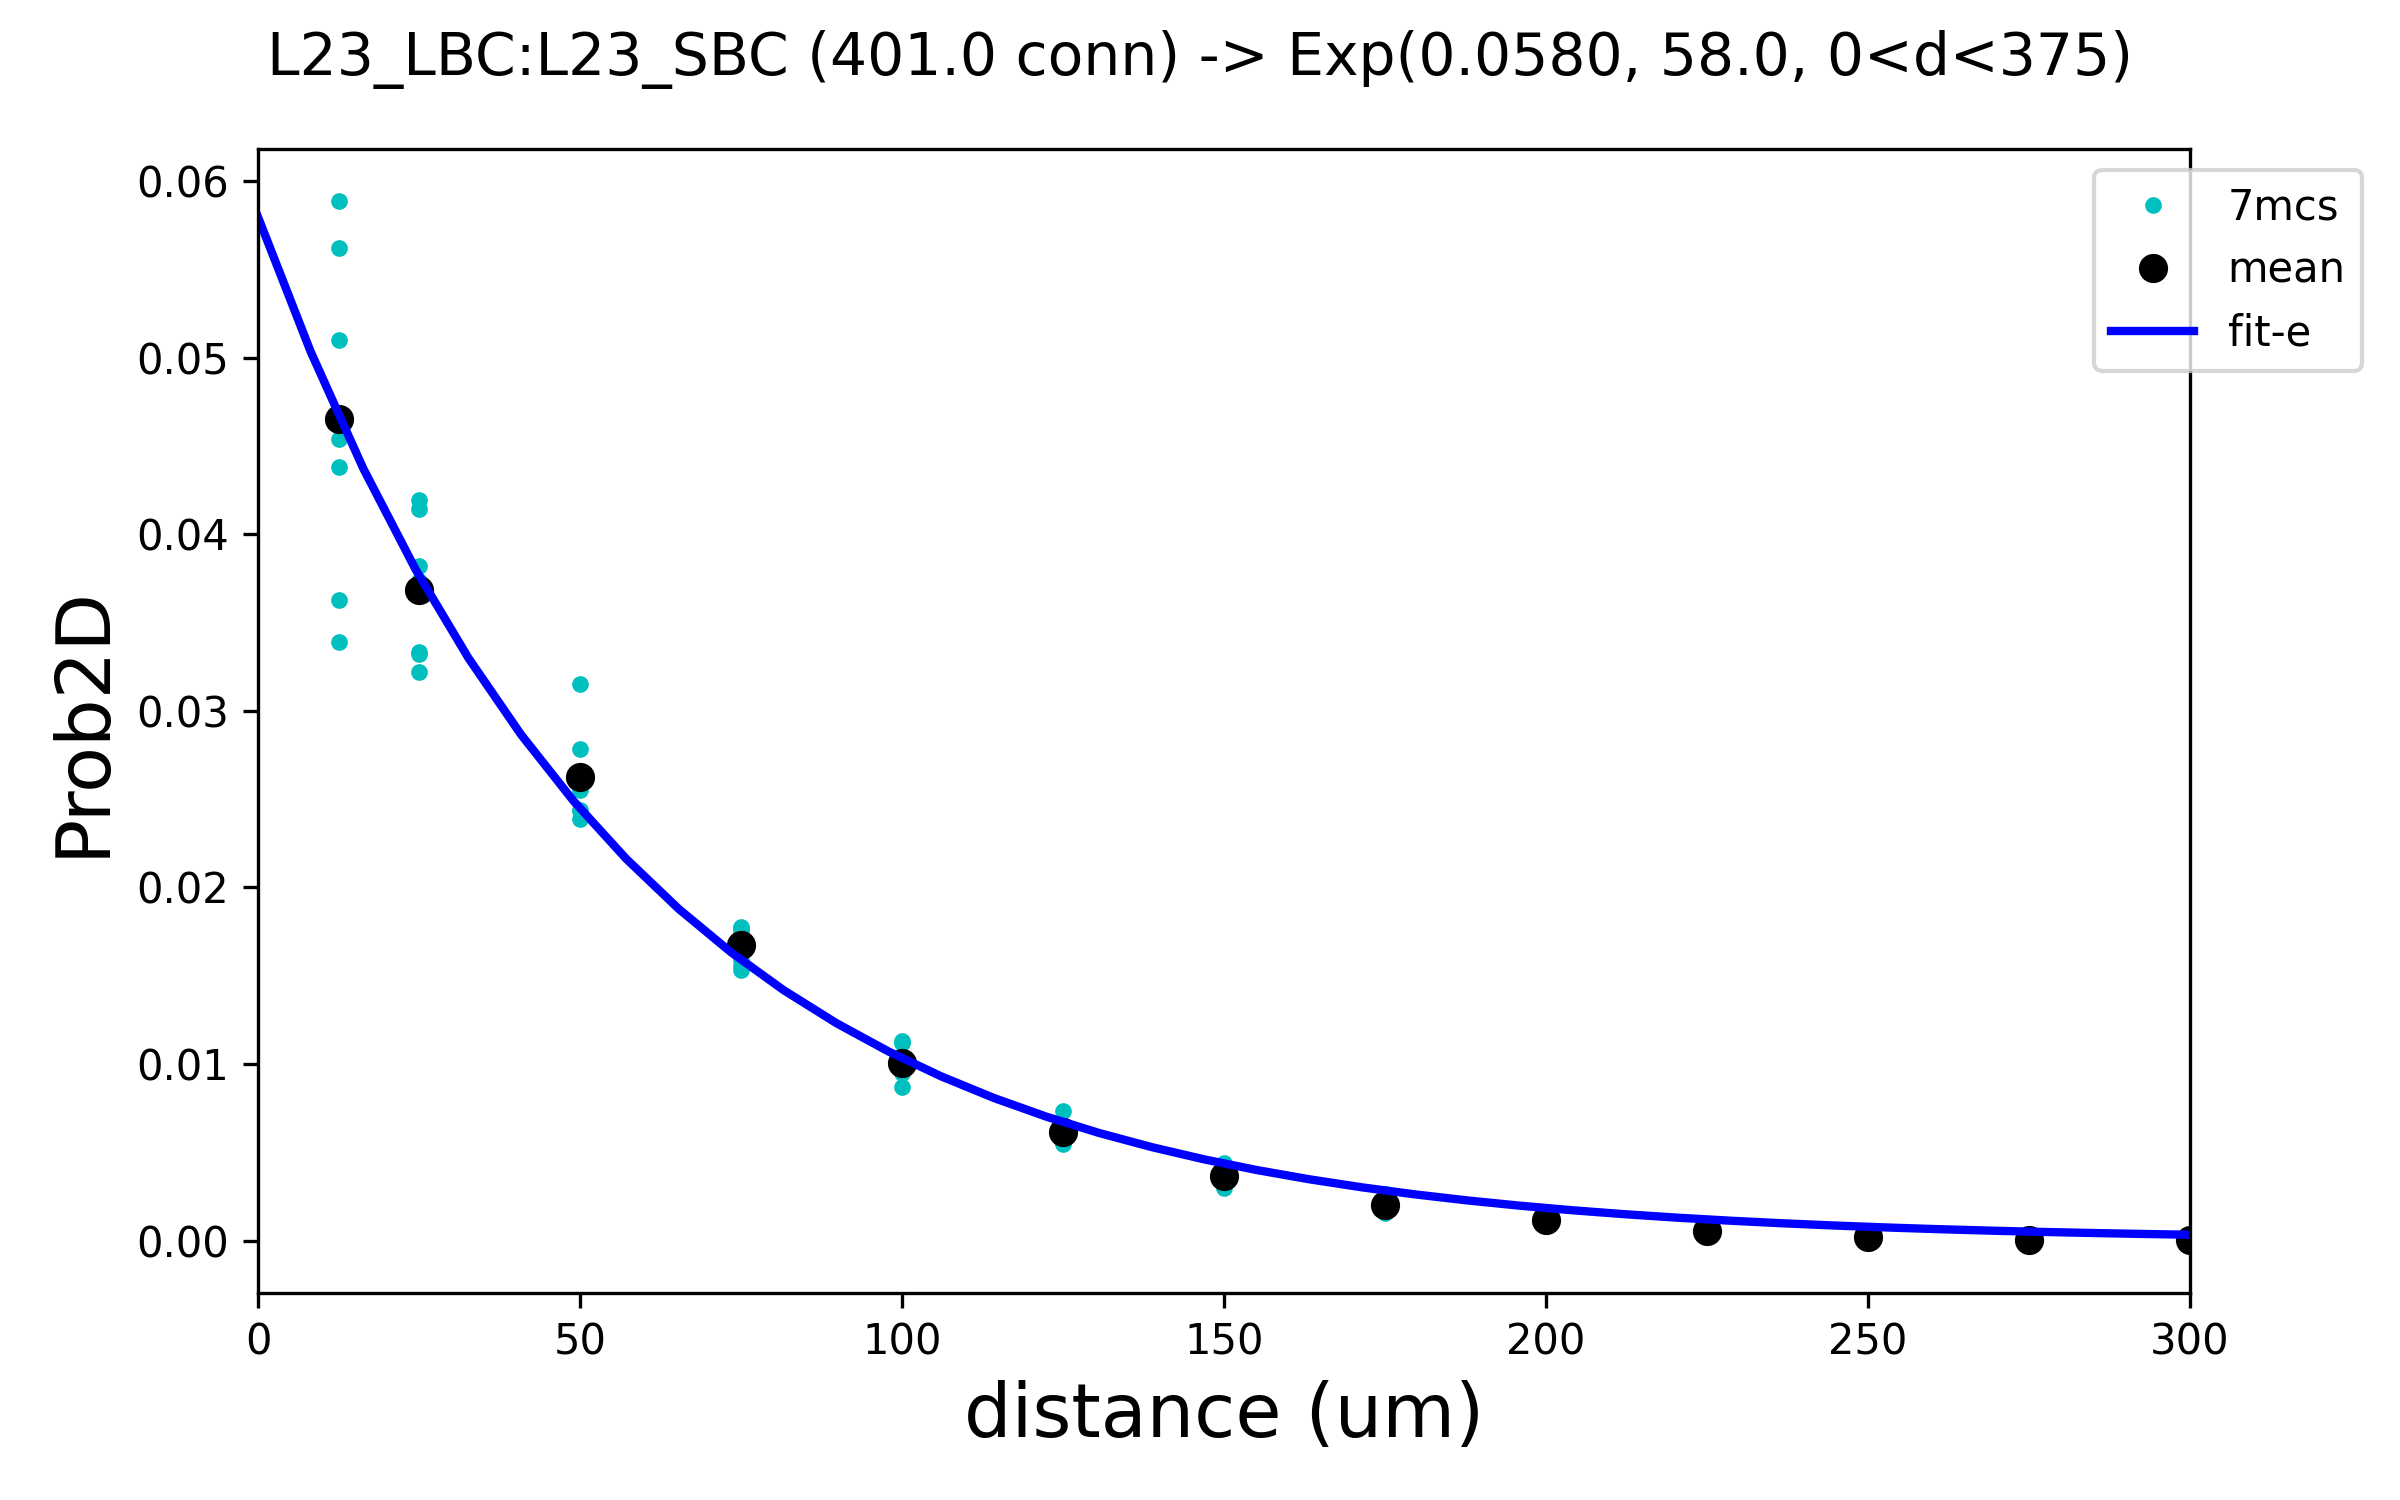 L23_LBC:L23_SBC (401.0 conn) -> Exp(0.0580, 58.0, 0<d<375)
7mcs
mean
fit-e
Prob2D
0.06
0.05
0.04
0.03
0.02
0.01
0.00
0 50 100 150 200 250 300
distance (um)